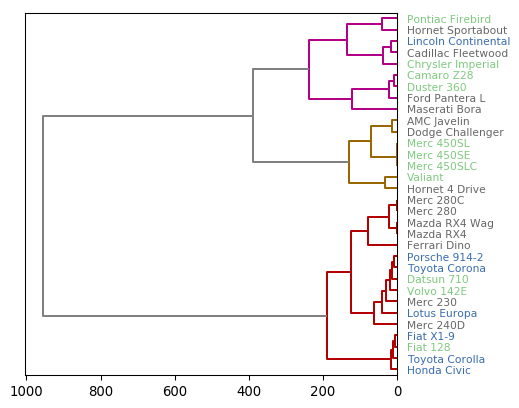 Pontiac Firebird
Hornet Sportabout
Lincoln Continental
Cadillac Fleetwood
Chrysler Imperial
Camaro Z28
Duster 360
Ford Pantera L
Maserati Bora
AMC Javelin
Dodge Challenger
Merc 450SL
Merc 450SE
Merc 450SLC
Valiant
Hornet 4 Drive
Merc 280C
Merc 280
Mazda RX4 Wag
Mazda RX4
Ferrari Dino
Porsche 914-2
Toyota Corona
Datsun 710
Volvo 142E
Merc 230
Lotus Europa
Merc 240D
Fiat X1-9
Fiat 128
Toyota Corolla
Honda Civic
1000 800 600 400 200 0